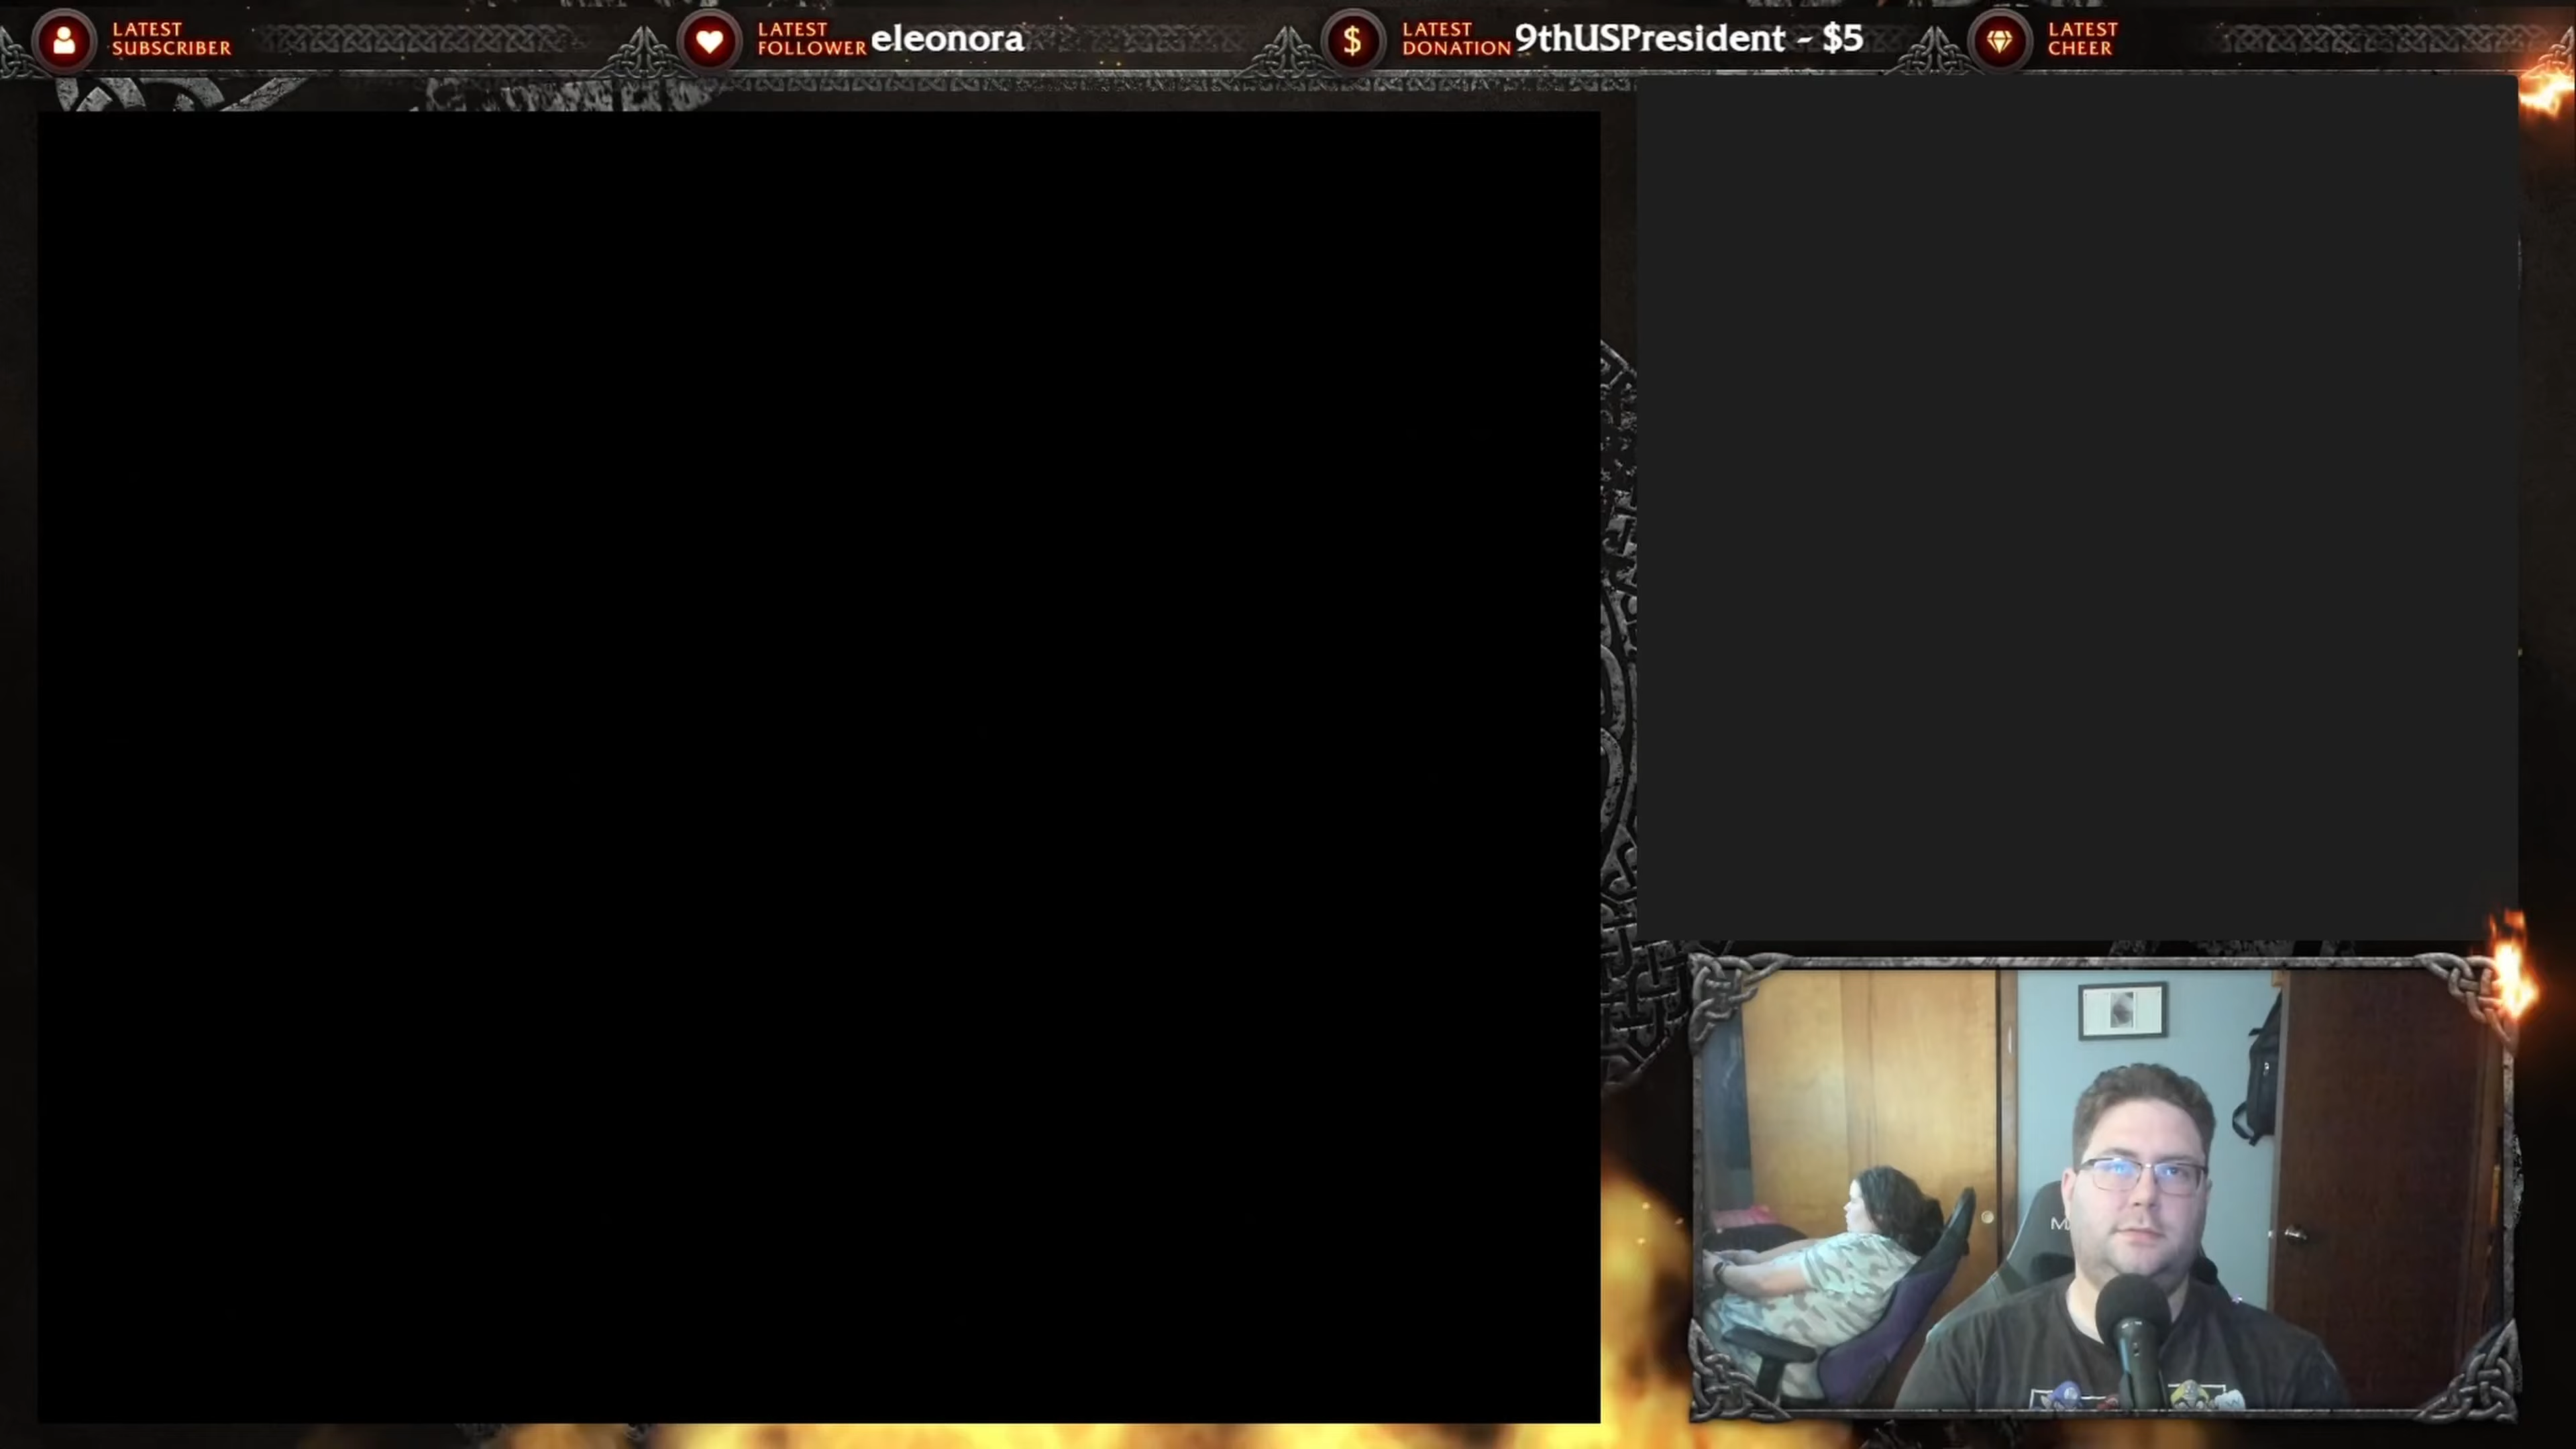 LATEST
SUBSCRIBER
LATEST
FOLLOWER eleonora
LATEST
DONATION 9thUSPresident - $5
LATEST
CHEER